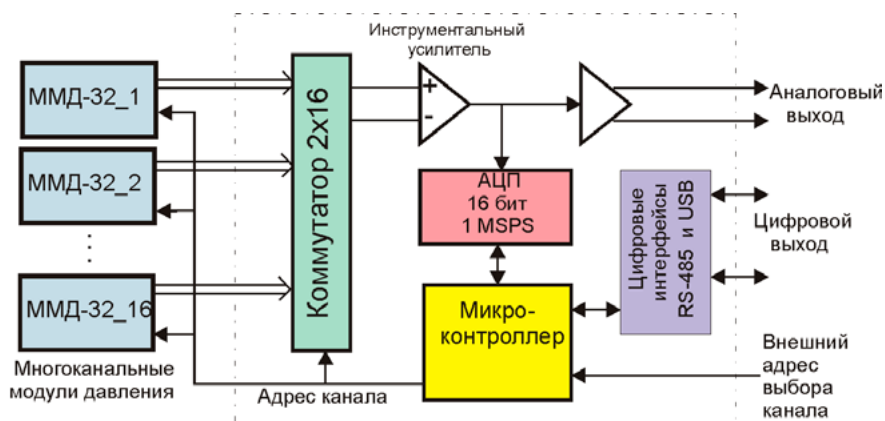 Инструментальный
усилитель
ММД-32_1
ММД-32_2
ММД-32_16
Многоканальные
модули давления
Коммутатор 2x16
+
-
АЦП
16 бит
1 MSPS
Микро-
контроллер
Адрес канала
Цифровые
интерфейсы
RS-485 и USB
Аналоговый
выход
Цифровой
выход
Внешний
адрес
выбора
канала